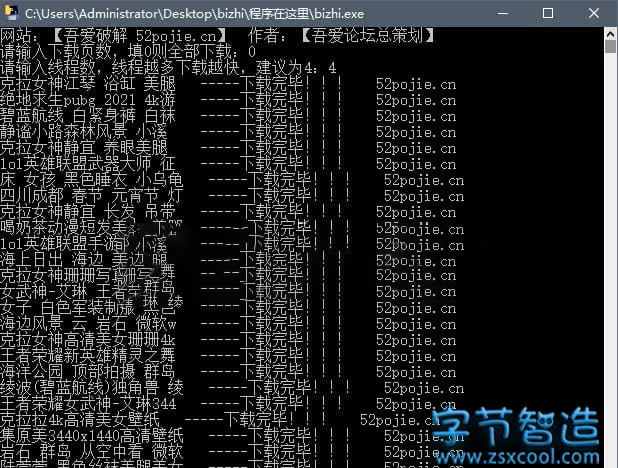 C:\Users\Administrator\Desktop\bizhi\程序在这里\bizhi.exe
网站：【吾爱破解 52pojie.cn】 作者：【吾爱论坛总策划】
请输入下载页数，填0则全部下载：0
请输入线程数，线程越多下载越快，建议为4：4
克拉女神江琴 浴缸 美腿 -----下载完毕！！！ 52pojie.cn
绝地求生pubg 2021 4k游 -----下载完毕！！！ 52pojie.cn
碧蓝航线 白紧身裤 白袜 -----下载完毕！！！ 52pojie.cn
静谧小路森林风景 小溪 -----下载完毕！！！ 52pojie.cn
克拉女神静宜 养眼美腿 -----下载完毕！！！ 52pojie.cn
lol英雄联盟武器大师 征 -----下载完毕！！！ 52pojie.cn
床 女孩 黑色睡衣 小乌龟 -----下载完毕！！！ 52pojie.cn
四川成都 春节 元宵节 灯 -----下载完毕！！！ 52pojie.cn
克拉女神静宜 长发 吊带 -----下载完毕！！！ 52pojie.cn
喝奶茶动漫短发美 -----下载完毕！！！ 52pojie.cn
lol英雄联盟手游 小溪 -----下载完毕！！！ 52pojie.cn
海上日出 海边 -----下载完毕！！！ 52pojie.cn
克拉女神珊珊写 之舞 -----下载完毕！！！ 52pojie.cn
女武神-艾琳 王者 群岛 -----下载完毕！！！ 52pojie.cn
女子 白色军装制 绫 -----下载完毕！！！ 52pojie.cn
海边风景 云 岩石 微软w -----下载完毕！！！ 52pojie.cn
克拉女神高清美女珊珊4k -----下载完毕！！！ 52pojie.cn
王者荣耀新英雄精灵之舞 -----下载完毕！！！ 52pojie.cn
海洋公园 顶部拍摄 群岛 -----下载完毕！！！ 52pojie.cn
绫波(碧蓝航线)独角兽 绫 -----下载完毕！！！ 52pojie.cn
王者荣耀女武神-艾琳344 -----下载完毕！！！ 52pojie.cn
克拉拉4k高清美女壁纸 -----下载完毕！！！ 52pojie.cn
集原美3440x1440高清壁纸 -----下载完毕！！！
岩石 群岛 从空中看 微软 -----下载完毕！！！
黑色丝袜美腿美女 -----下载完毕！！！
字节智造
www.zsxcool.com